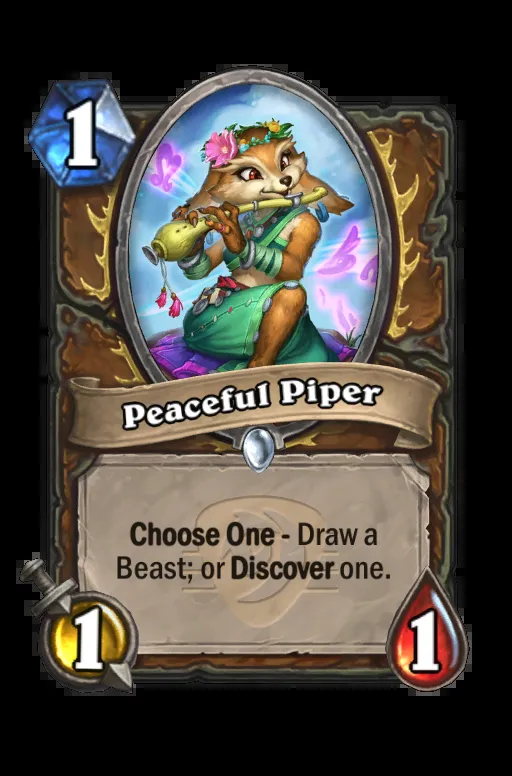 1
Peaceful Piper
Choose One - Draw a
Beast; or Discover one.
1
1